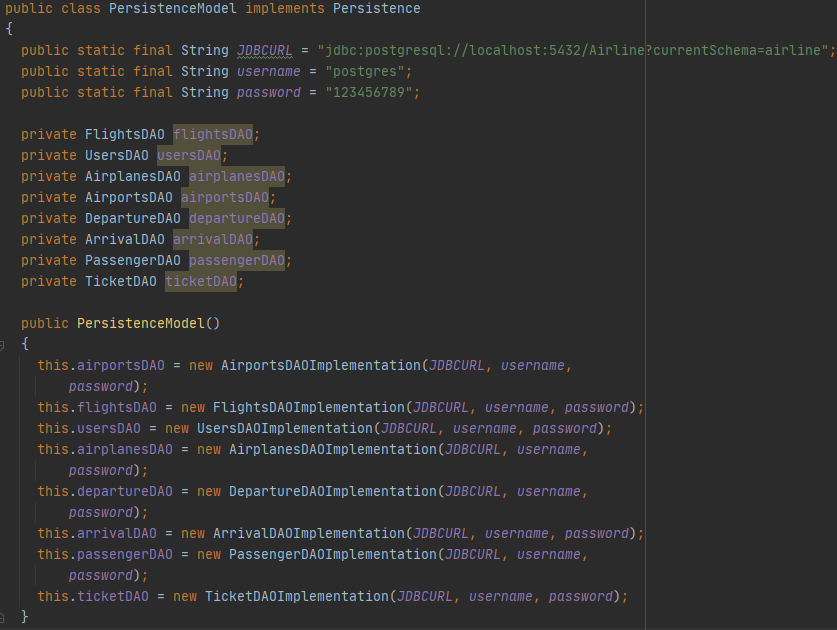 public class PersistenceModel implements Persistence
{
public static final String JDBCURL = "jdbc:postgresql://localhost:5432/Airline?currentSchema=airline";
public static final String username = "postgres";
public static final String password = "123456789";
private FlightsDAO flightsDAO;
private UsersDAO usersDAO;
private AirplanesDAO airplanesDAO;
private AirportsDAO airportsDAO;
private DepartureDAO departureDAO;
private ArrivalDAO arrivalDAO;
private PassengerDAO passengerDAO;
private TicketDAO ticketDAO;
public PersistenceModel()
{
this.airportsDAO = new AirportsDAOImplementation(JDBCURL, username,
password);
this.flightsDAO = new FlightsDAOImplementation(JDBCURL, username, password);
this.usersDAO = new UsersDAOImplementation(JDBCURL, username, password);
this.airplanesDAO = new AirplanesDAOImplementation(JDBCURL, username,
password);
this.departureDAO = new DepartureDAOImplementation(JDBCURL, username,
password);
this.arrivalDAO = new ArrivalDAOImplementation(JDBCURL, username, password);
this.passengerDAO = new PassengerDAOImplementation(JDBCURL, username,
password);
this.ticketDAO = new TicketDAOImplementation(JDBCURL, username, password);
}